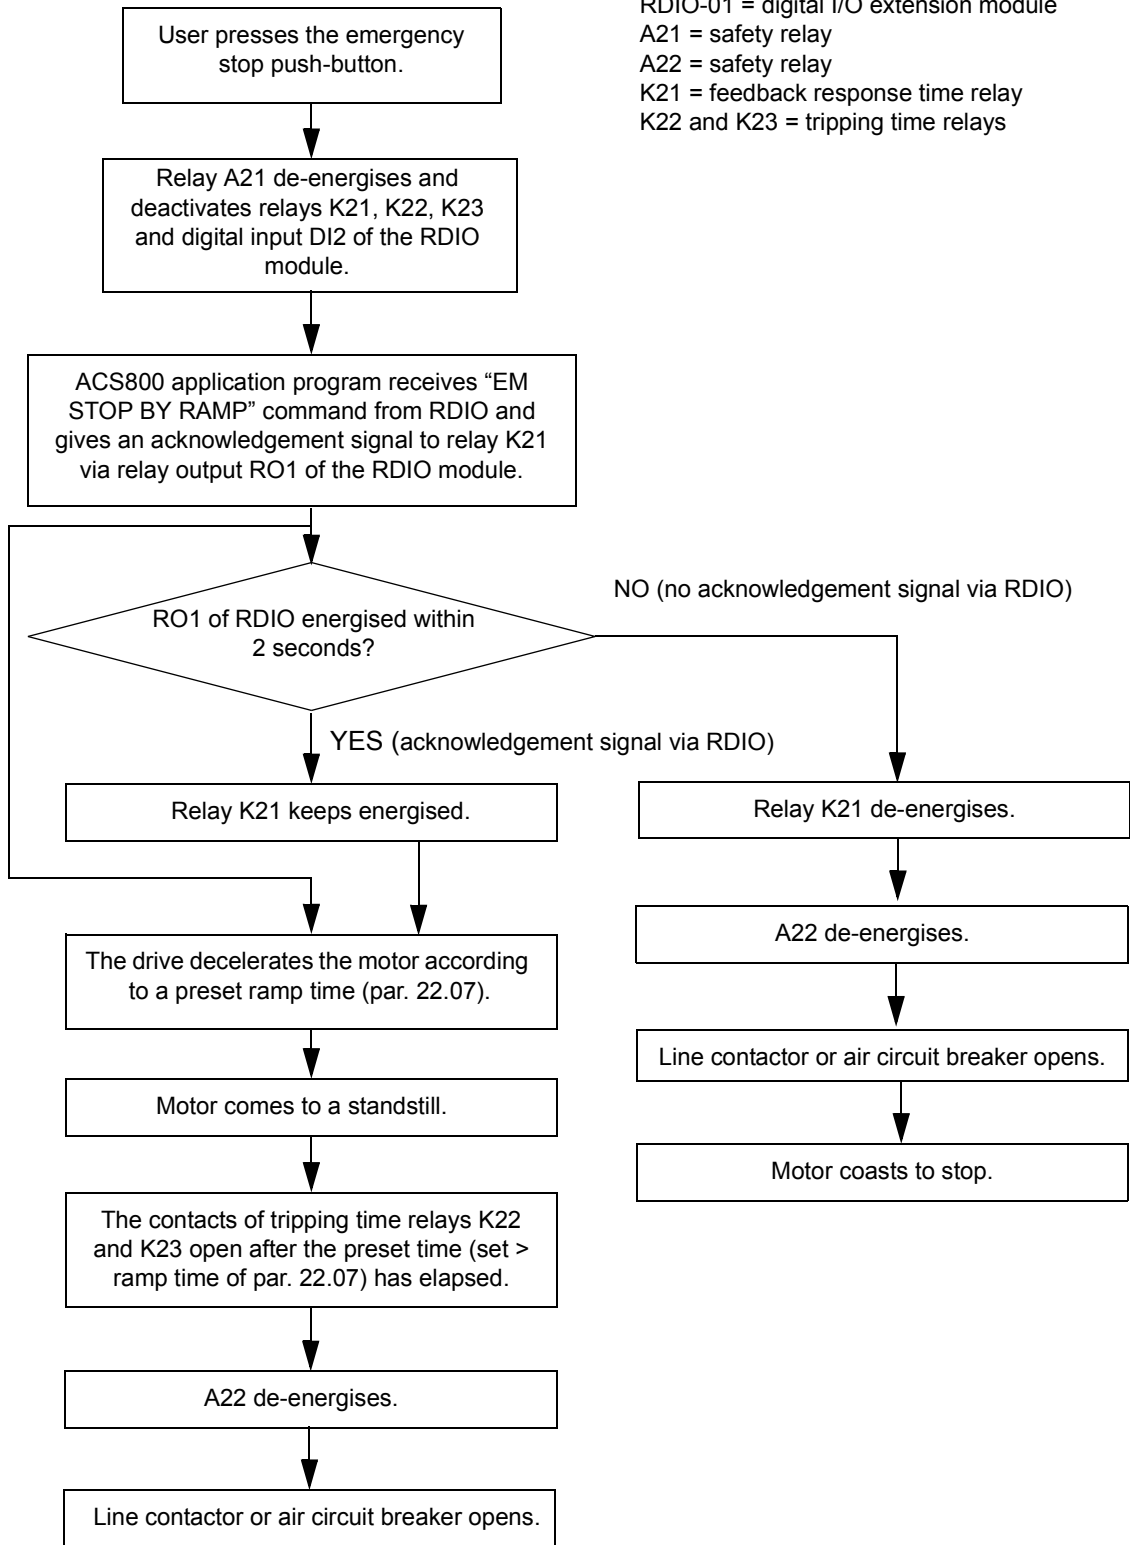 RDIO-01 = digital I/O extension module
A21 = safety relay
A22 = safety relay
K21 = feedback response time relay
K22 and K23 = tripping time relays
User presses the emergency
stop push-button.
Relay A21 de-energises and
deactivates relays K21, K22, K23
and digital input DI2 of the RDIO
module.
ACS800 application program receives “EM
STOP BY RAMP” command from RDIO and
gives an acknowledgement signal to relay K21
via relay output RO1 of the RDIO module.
RO1 of RDIO energised within
2 seconds?
NO (no acknowledgement signal via RDIO)
YES (acknowledgement signal via RDIO)
Relay K21 keeps energised.
Relay K21 de-energises.
A22 de-energises.
The drive decelerates the motor according
to a preset ramp time (par. 22.07).
Line contactor or air circuit breaker opens.
Motor comes to a standstill.
Motor coasts to stop.
The contacts of tripping time relays K22
and K23 open after the preset time (set >
ramp time of par. 22.07) has elapsed.
A22 de-energises.
Line contactor or air circuit breaker opens.